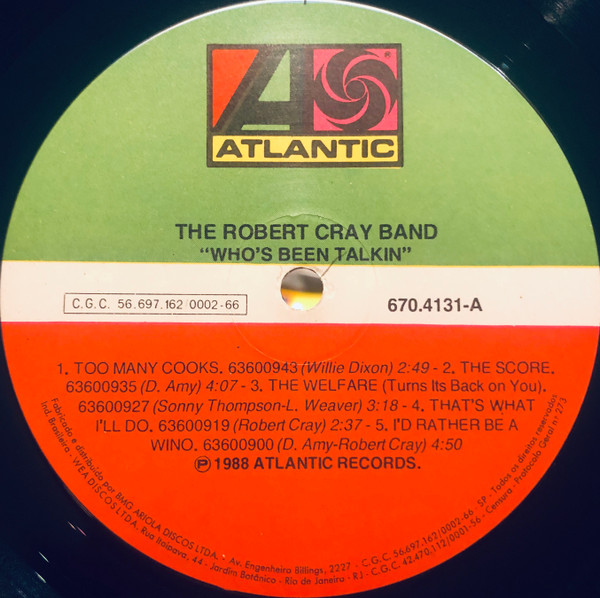 ATLANTIC
THE ROBERT CRAY BAND
“WHO'S BEEN TALKIN”
C.G.C. 56.697.162/0002-66
670.4131-A
1. TOO MANY COOKS. 63600943 (Willie Dixon) 2:49 - 2. THE SCORE.
63600935 (D. Amy) 4:07 - 3. THE WELFARE (Turns Its Back on You).
63600927 (Sonny Thompson-L. Weaver) 3:18 - 4. THAT'S WHAT
I'LL DO. 63600919 (Robert Cray) 2:37 - 5. I'D RATHER BE A
WINO. 63600900 (D. Amy-Robert Cray) 4:50
Ⓟ 1988 ATLANTIC RECORDS.
Fabricado e distribuído por BMG ARIOLA DISCOS LTDA. - Av. Engenheiro Billings, 2227 - C.G.C. 56.697.162/0002-66 SP - Todos os direitos reservados
Ind. Brasileira - WEA DISCOS LTDA. Rua Itaipava, 44 - Jardim Botânico - Rio de Janeiro - RJ - C.G.C. 42.470.112/0001-56 - Censura - Protocolo Geral nº 273